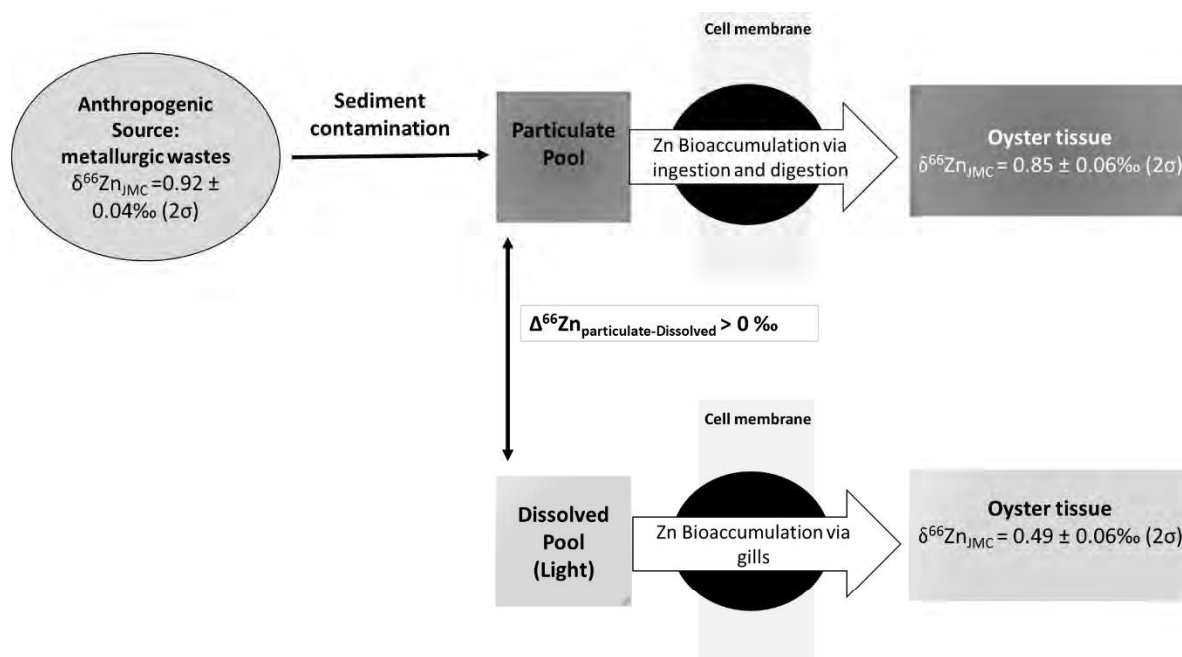 Cell membrane
Anthropogenic
Source:
metallurgic wastes
δ⁶⁶Zn_JMC =0.92 ±
0.04‰ (2σ)
Sediment
contamination
Particulate
Pool
Zn Bioaccumulation via
ingestion and digestion
Oyster tissue
δ⁶⁶Zn_JMC = 0.85 ± 0.06‰ (2σ)
Δ⁶⁶Zn_particulate-Dissolved > 0 ‰
Cell membrane
Dissolved
Pool
(Light)
Zn Bioaccumulation via
gills
Oyster tissue
δ⁶⁶Zn_JMC = 0.49 ± 0.06‰ (2σ)